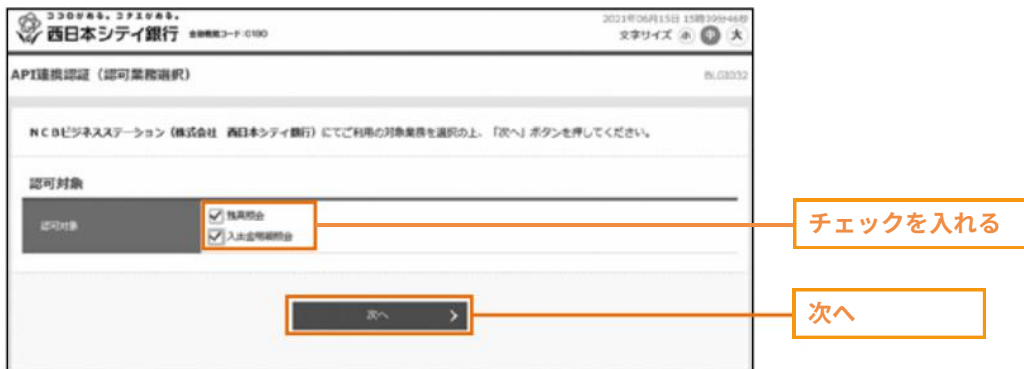 ココロがある。コタエがある。
西日本シティ銀行 金融機関コード:0190
2021年06月15日 15時39分46秒
文字サイズ 小 中 大
API連携認証(認可業務選択)
BLGI032
NCBビジネスステーション(株式会社 西日本シティ銀行)にてご利用の対象業務を選択の上、「次へ」ボタンを押してください。
認可対象
認可対象
残高照会
入出金明細照会
チェックを入れる
次へ
次へ